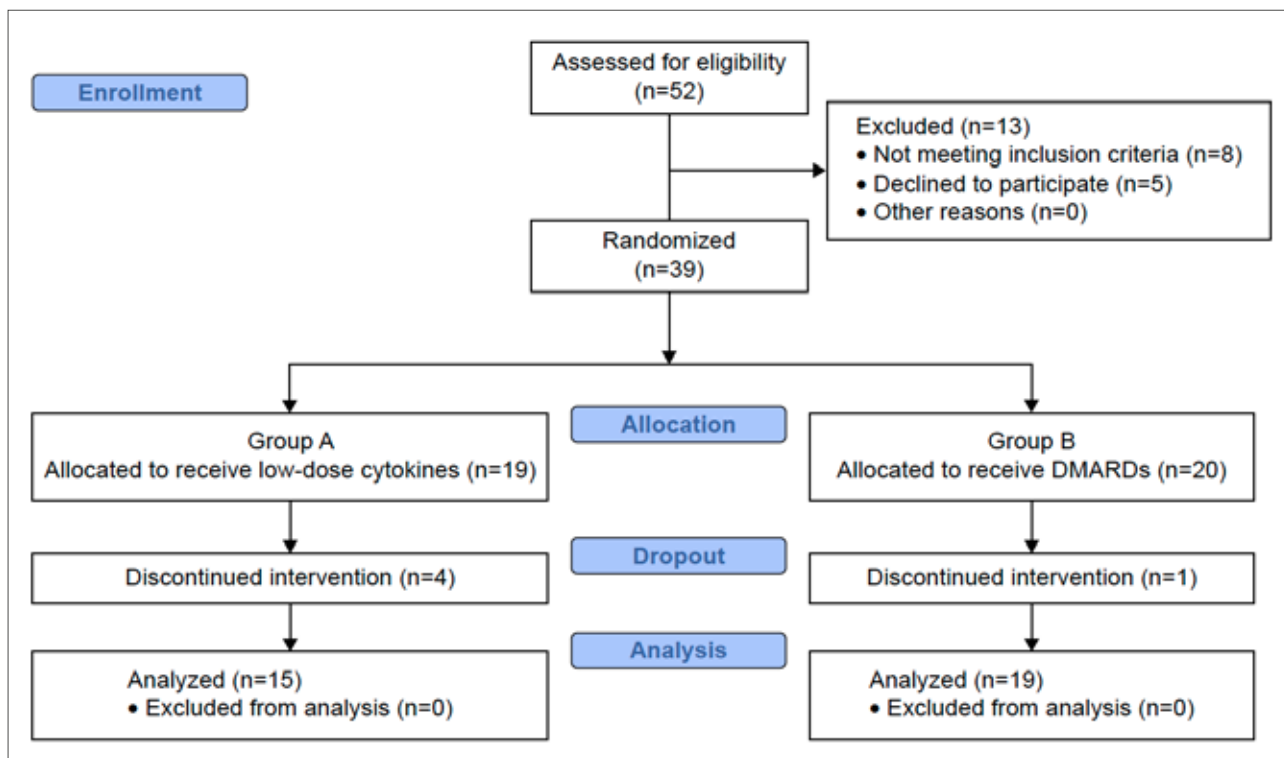 Assessed for eligibility
(n=52)
Enrollment
Excluded (n=13)
• Not meeting inclusion criteria (n=8)
• Declined to participate (n=5)
• Other reasons (n=0)
Randomized
(n=39)
Allocation
Group A
Allocated to receive low-dose cytokines (n=19)
Group B
Allocated to receive DMARDs (n=20)
Dropout
Discontinued intervention (n=4)
Discontinued intervention (n=1)
Analysis
Analyzed (n=15)
• Excluded from analysis (n=0)
Analyzed (n=19)
• Excluded from analysis (n=0)